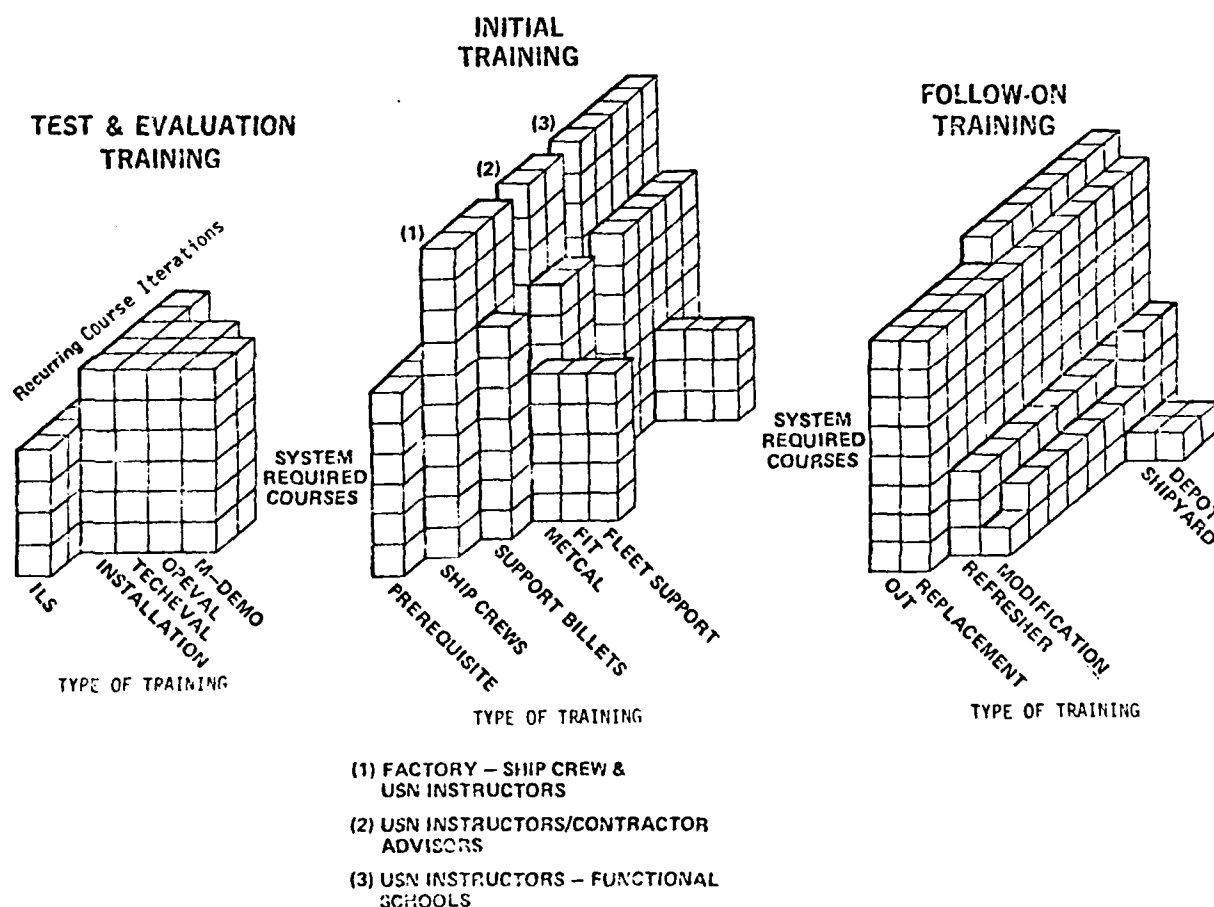 INITIAL
TRAINING
TEST & EVALUATION
TRAINING
FOLLOW-ON
TRAINING
(3)
(2)
(1)
Recurring Course Iterations
SYSTEM
REQUIRED
COURSES
SYSTEM
REQUIRED
COURSES
ILS
INSTALLATION
TECHEVAL
OPEVAL
M-DEMO
TYPE OF TRAINING
PREREQUISITE
SHIP CREWS
SUPPORT BILLETS
METCAL
FIT
FLEET SUPPORT
TYPE OF TRAINING
OJT
REPLACEMENT
REFRESHER
MODIFICATION
SHIPYARD
DEPOT
TYPE OF TRAINING
(1) FACTORY – SHIP CREW &
USN INSTRUCTORS
(2) USN INSTRUCTORS/CONTRACTOR
ADVISORS
(3) USN INSTRUCTORS – FUNCTIONAL
SCHOOLS